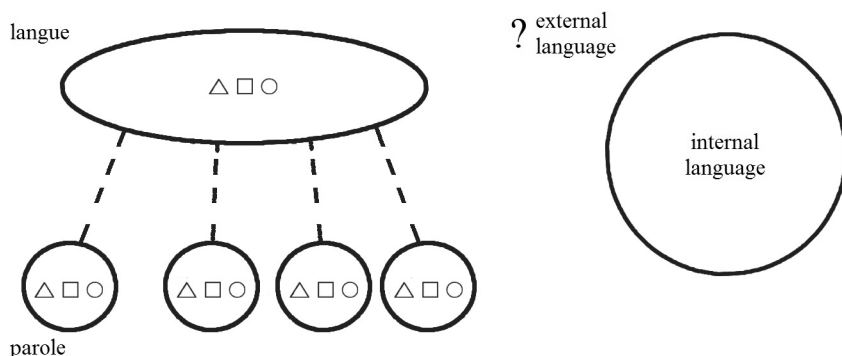 langue
parole
? external
language
internal
language